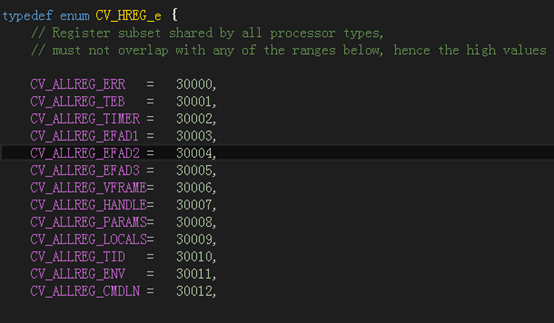 typedef enum CV_HREG_e {
// Register subset shared by all processor types,
// must not overlap with any of the ranges below, hence the high values
CV_ALLREG_ERR   =   30000,
CV_ALLREG_TEB   =   30001,
CV_ALLREG_TIMER =   30002,
CV_ALLREG_EFAD1 =   30003,
CV_ALLREG_EFAD2 =   30004,
CV_ALLREG_EFAD3 =   30005,
CV_ALLREG_VFRAME=   30006,
CV_ALLREG_HANDLE=   30007,
CV_ALLREG_PARAMS=   30008,
CV_ALLREG_LOCALS=   30009,
CV_ALLREG_TID   =   30010,
CV_ALLREG_ENV   =   30011,
CV_ALLREG_CMDLN =   30012,